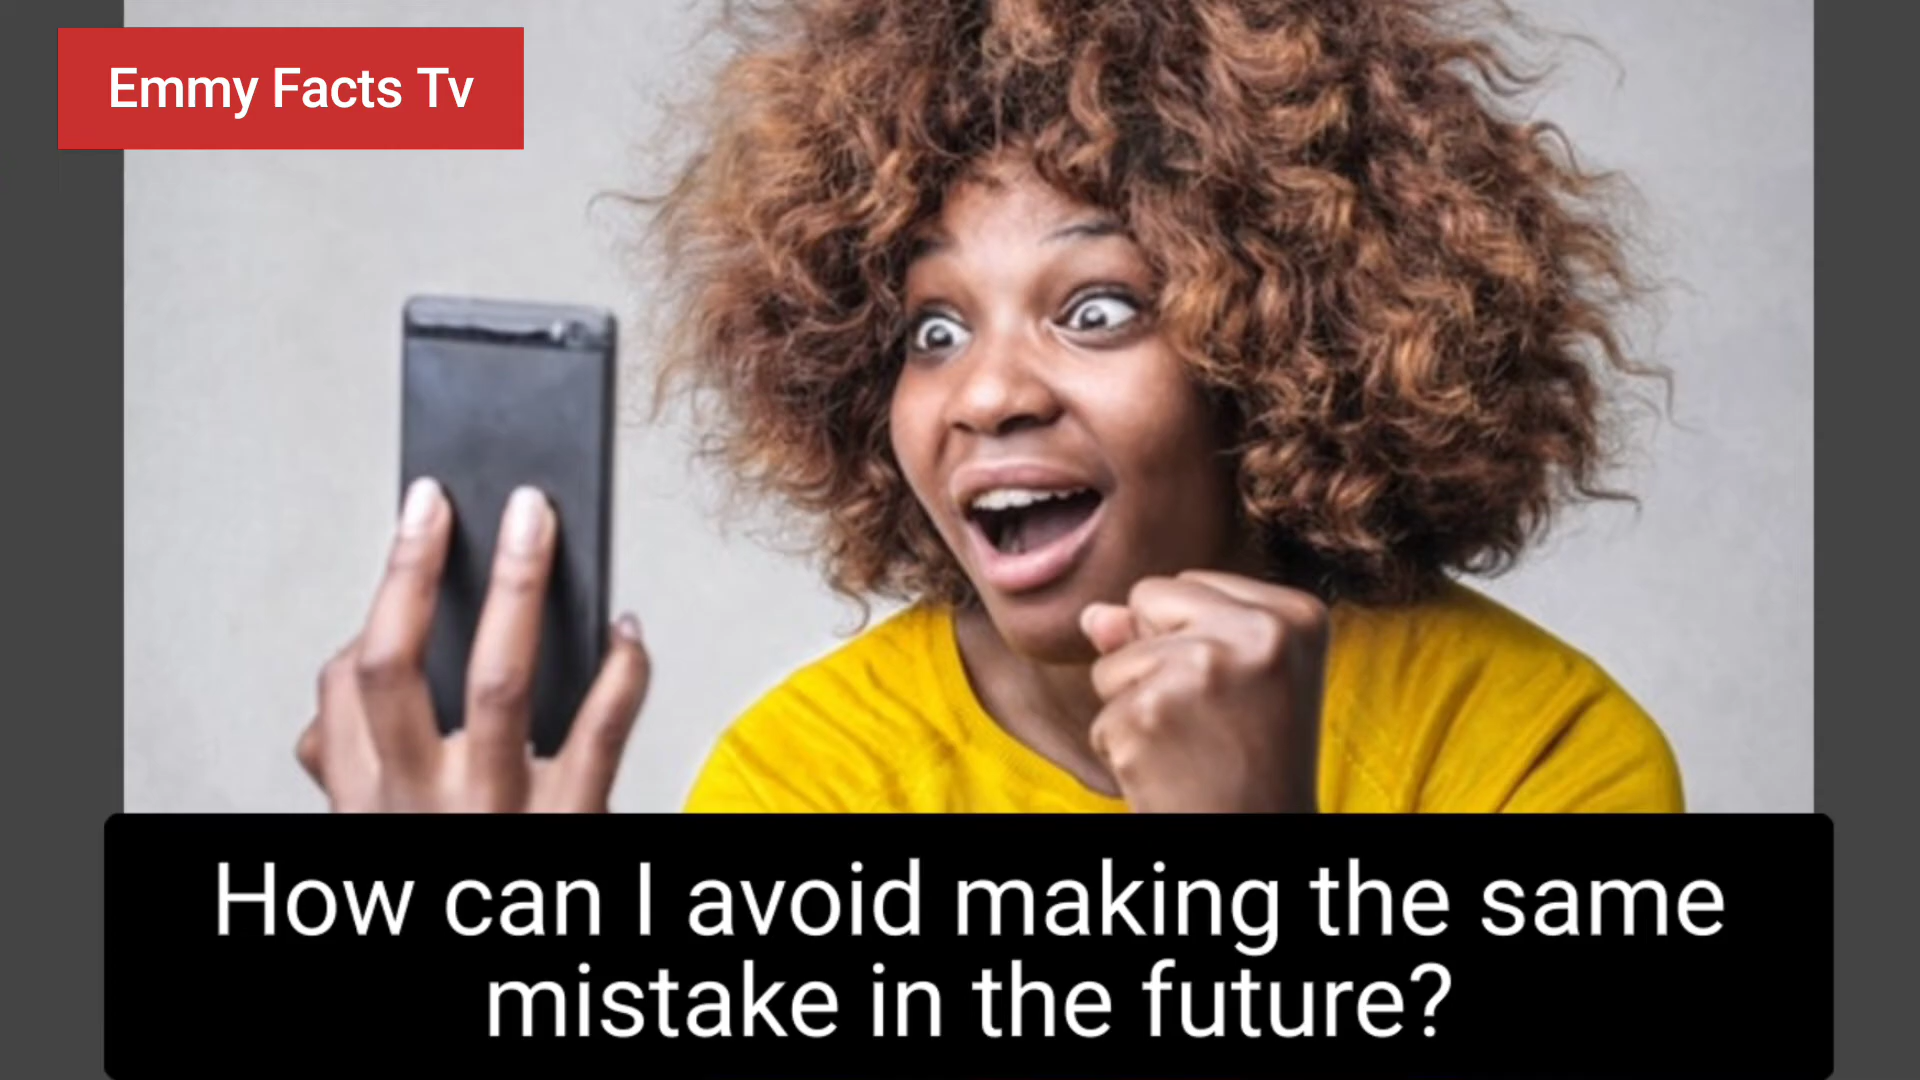 Emmy Facts Tv
How can I avoid making the same
mistake in the future?